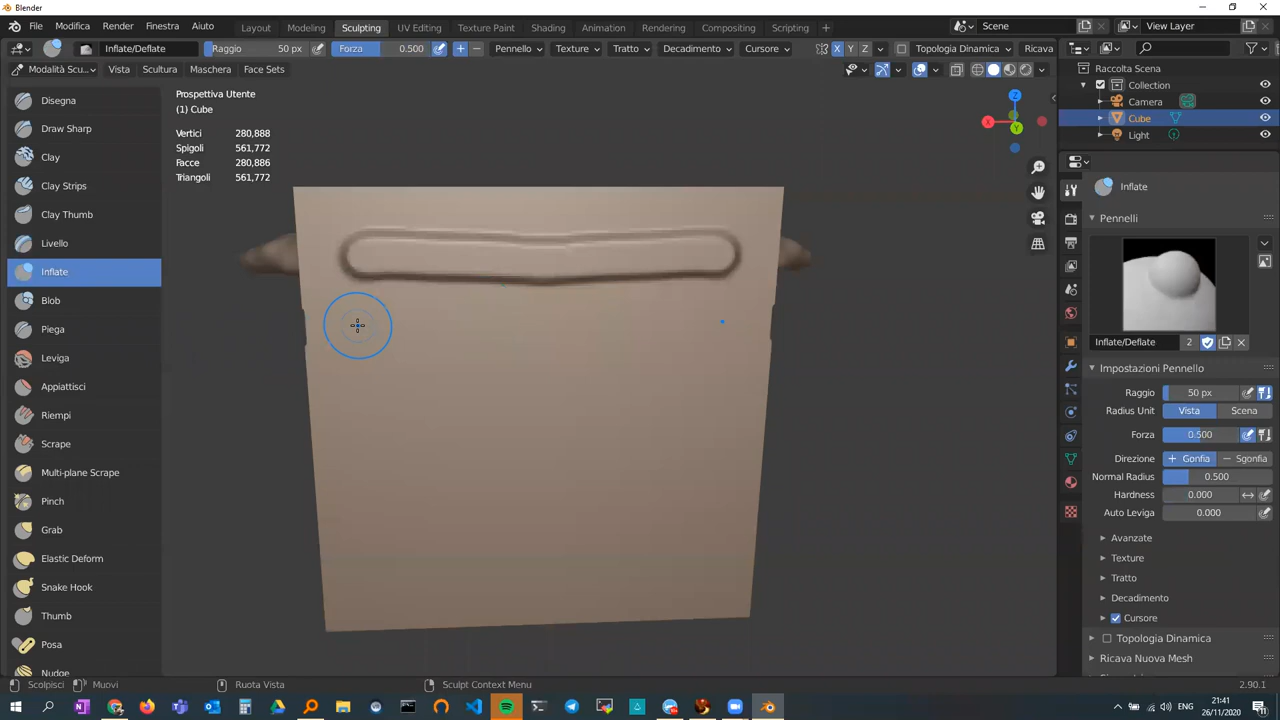 Blender
File Modifica Render Finestra Aiuto Layout Modeling Sculpting UV Editing Texture Paint Shading Animation Rendering Compositing Scripting + Scene View Layer
Inflate/Deflate Raggio 50 px Forza 0.500 + − Pennello Texture Tratto Decadimento Cursore X Y Z Topologia Dinamica Ricava
Modalità Scu... Vista Scultura Maschera Face Sets
Raccolta Scena
Collection
Camera
Cube
Light
Prospettiva Utente
(1) Cube
Vertici 280,888
Spigoli 561,772
Facce 280,886
Triangoli 561,772
Z
X
Y
Disegna
Draw Sharp
Clay
Clay Strips
Clay Thumb
Livello
Inflate
Blob
Piega
Leviga
Appiattisci
Riempi
Scrape
Multi-plane Scrape
Pinch
Grab
Elastic Deform
Snake Hook
Thumb
Posa
Nudge
Inflate
Pennelli
Inflate/Deflate 2
Impostazioni Pennello
Raggio 50 px
Radius Unit Vista Scena
Forza 0.500
Direzione + Gonfia − Sgonfia
Normal Radius 0.500
Hardness 0.000
Auto Leviga 0.000
Avanzate
Texture
Tratto
Decadimento
Cursore
Topologia Dinamica
Ricava Nuova Mesh
Scolpisci Muovi Ruota Vista Sculpt Context Menu 2.90.1
21:41
26/11/2020